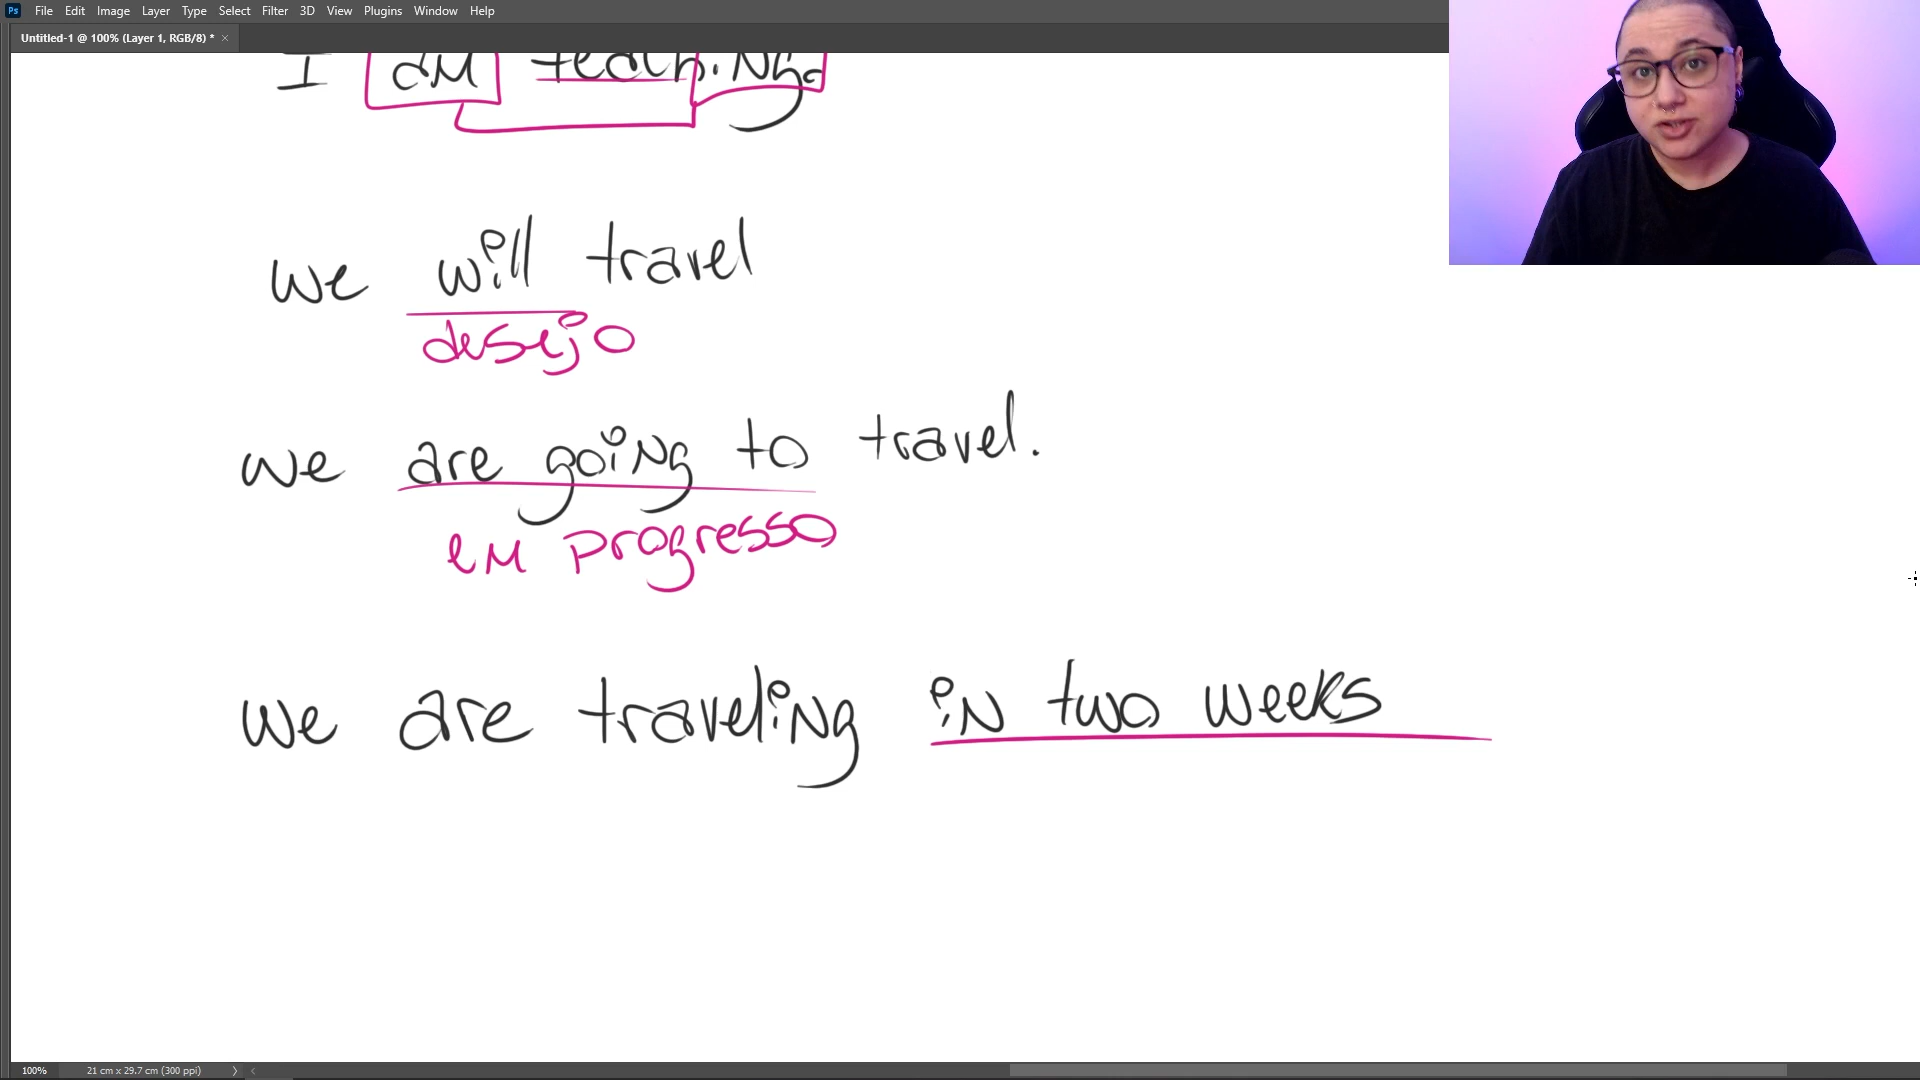 Ps File Edit Image Layer Type Select Filter 3D View Plugins Window Help
Untitled-1 @ 100% (Layer 1, RGB/8) * ×
I am teaching
we will travel
desejo
we are going to travel.
em progresso
we are traveling in two weeks
100% 21 cm x 29.7 cm (300 ppi)